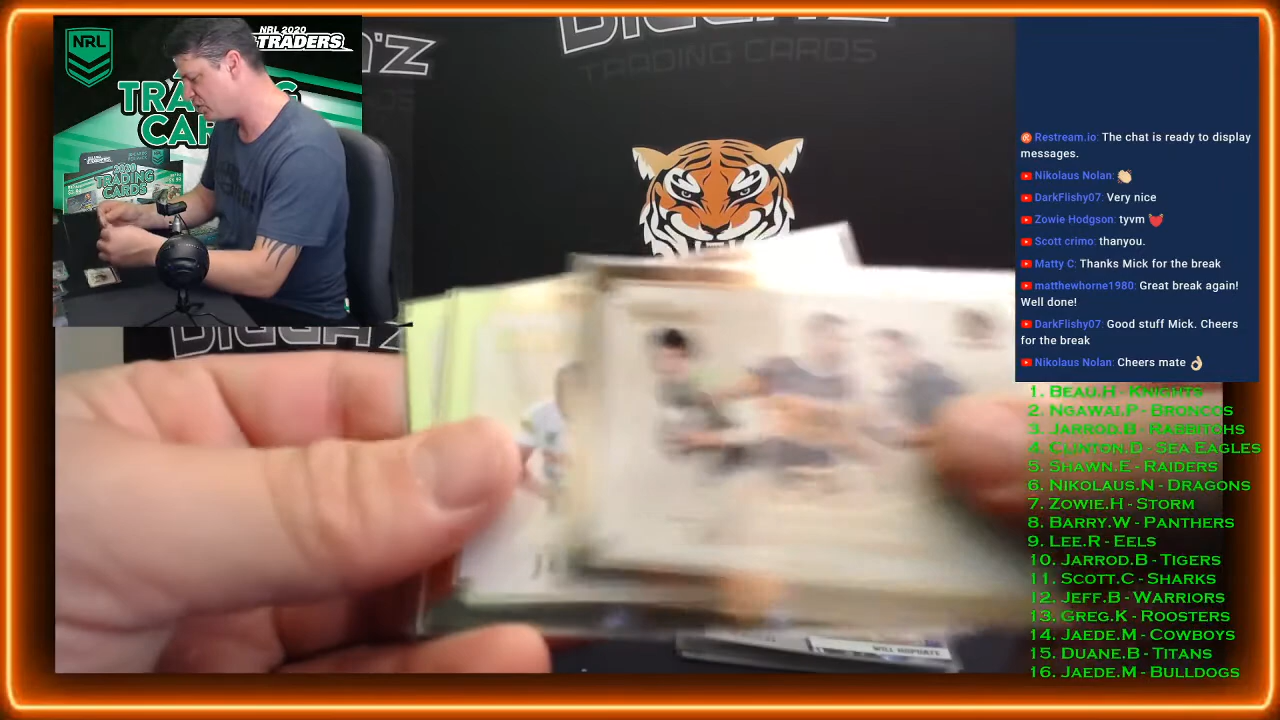 NRL
NRL 2020
TRADERS
2020
TRADING
CARDS
TRADING CARDS
Restream.io: The chat is ready to display
messages.
Nikolaus Nolan: 👏🏻
DarkFlishy07: Very nice
Zowie Hodgson: tyvm
Scott crimo: thanyou.
Matty C: Thanks Mick for the break
matthewhorne1980: Great break again!
Well done!
DarkFlishy07: Good stuff Mick. Cheers
for the break
Nikolaus Nolan: Cheers mate 👌🏻
1. Beau.H - Knights
2. Ngawai.P - Broncos
3. Jarrod.B - Rabbitohs
4. Clinton.D - Sea Eagles
5. Shawn.E - Raiders
6. Nikolaus.N - Dragons
7. Zowie.H - Storm
8. Barry.W - Panthers
9. Lee.R - Eels
10. Jarrod.B - Tigers
11. Scott.C - Sharks
12. Jeff.B - Warriors
13. Greg.K - Roosters
14. Jaede.M - Cowboys
15. Duane.B - Titans
16. Jaede.M - Bulldogs
WILL HOPOATE